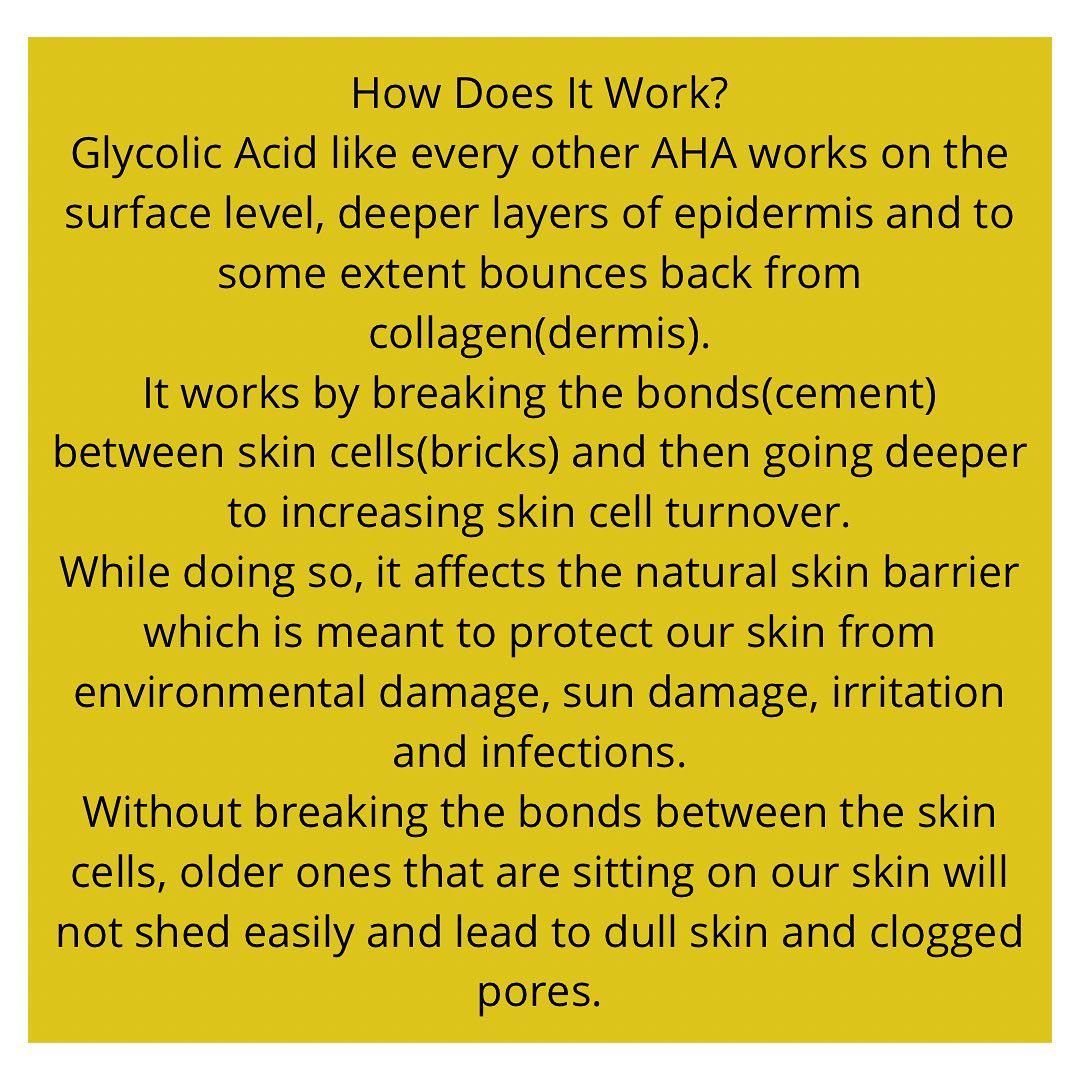 How Does It Work?
Glycolic Acid like every other AHA works on the
surface level, deeper layers of epidermis and to
some extent bounces back from
collagen(dermis).
It works by breaking the bonds(cement)
between skin cells(bricks) and then going deeper
to increasing skin cell turnover.
While doing so, it affects the natural skin barrier
which is meant to protect our skin from
environmental damage, sun damage, irritation
and infections.
Without breaking the bonds between the skin
cells, older ones that are sitting on our skin will
not shed easily and lead to dull skin and clogged
pores.